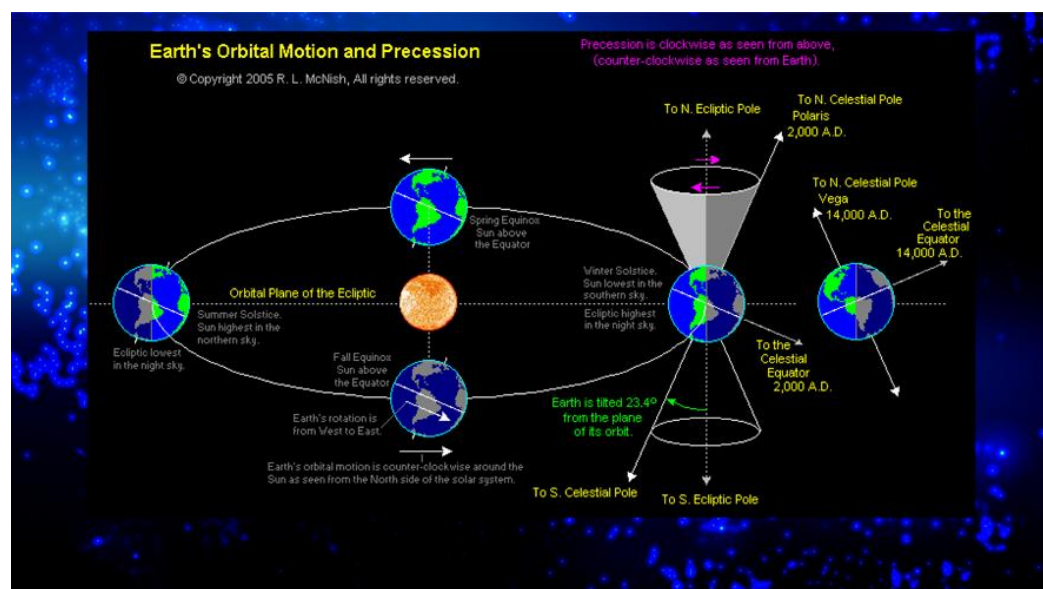 Earth's Orbital Motion and Precession
© Copyright 2005 R. L. McNish, All rights reserved.
Precession is clockwise as seen from above,
(counter-clockwise as seen from Earth).
To N. Ecliptic Pole
To N. Celestial Pole
Polaris
2,000 A.D.
To N. Celestial Pole
Vega
14,000 A.D.
To the
Celestial
Equator
14,000 A.D.
Spring Equinox
Sun above
the Equator
Orbital Plane of the Ecliptic
Summer Solstice.
Sun highest in the
northern sky.
Ecliptic lowest
in the night sky.
Winter Solstice.
Sun lowest in the
southern sky.
Ecliptic highest
in the night sky.
To the
Celestial
Equator
2,000 A.D.
Fall Equinox
Sun above
the Equator
Earth's rotation is
from West to East.
Earth is tilted 23.4º
from the plane
of its orbit.
Earth's orbital motion is counter-clockwise around the
Sun as seen from the North side of the solar system.
To S. Celestial Pole
To S. Ecliptic Pole